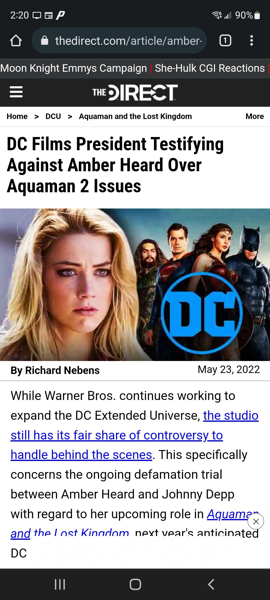 2:20
90%
thedirect.com/article/amber-
1
Moon Knight Emmys Campaign | She-Hulk CGI Reactions |
THE DIRECT
Home > DCU > Aquaman and the Lost Kingdom More
DC Films President Testifying
Against Amber Heard Over
Aquaman 2 Issues
DC
By Richard Nebens May 23, 2022
While Warner Bros. continues working to
expand the DC Extended Universe, the studio
still has its fair share of controversy to
handle behind the scenes. This specifically
concerns the ongoing defamation trial
between Amber Heard and Johnny Depp
with regard to her upcoming role in Aquaman
and the Lost Kingdom, next year's anticipated
DC